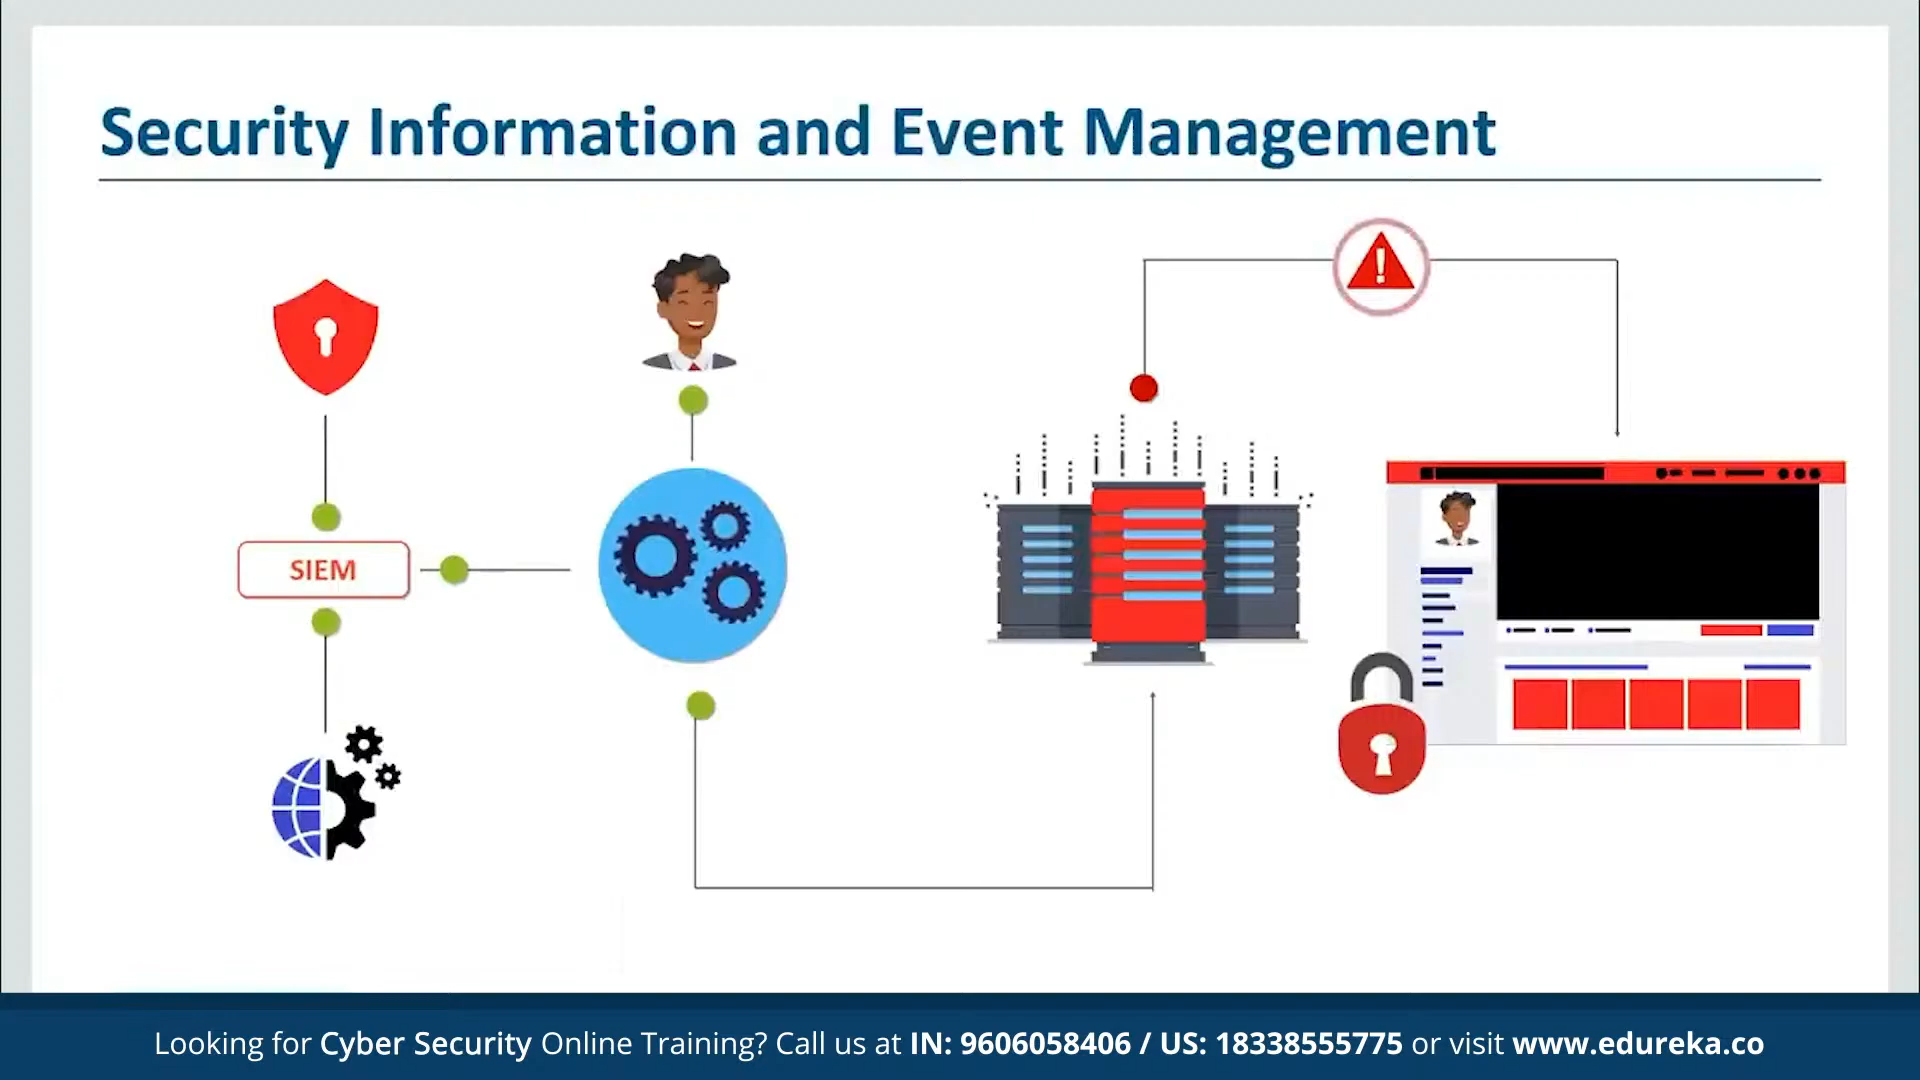 Security Information and Event Management
SIEM
Looking for Cyber Security Online Training? Call us at IN: 9606058406 / US: 18338555775 or visit www.edureka.co